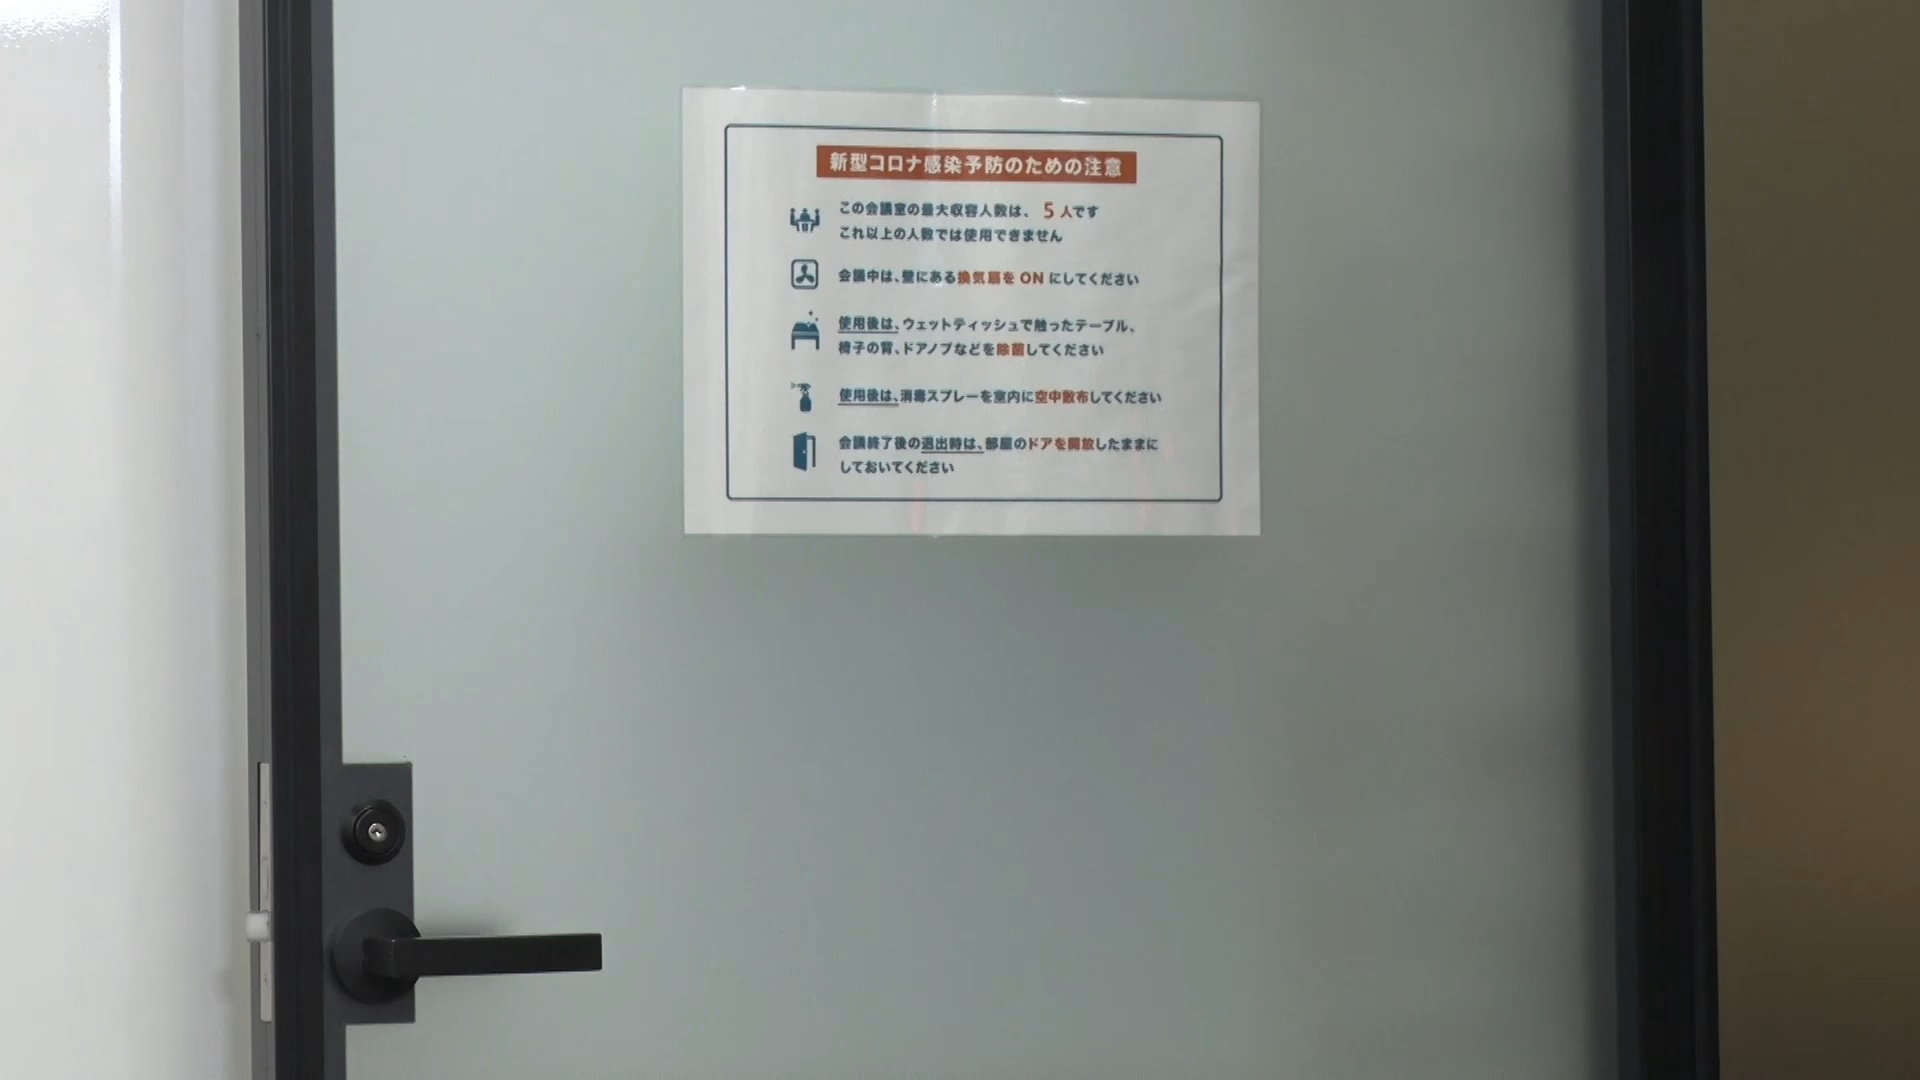 新型コロナ感染予防のための注意
この会議室の最大収容人数は、5人です
これ以上の人数では使用できません
会議中は、壁にある換気扇を ON にしてください
使用後は、ウェットティッシュで触ったテーブル、
椅子の背、ドアノブなどを除菌してください
使用後は、消毒スプレーを室内に空中散布してください
会議終了後の退出時は、部屋のドアを開放したままに
しておいてください